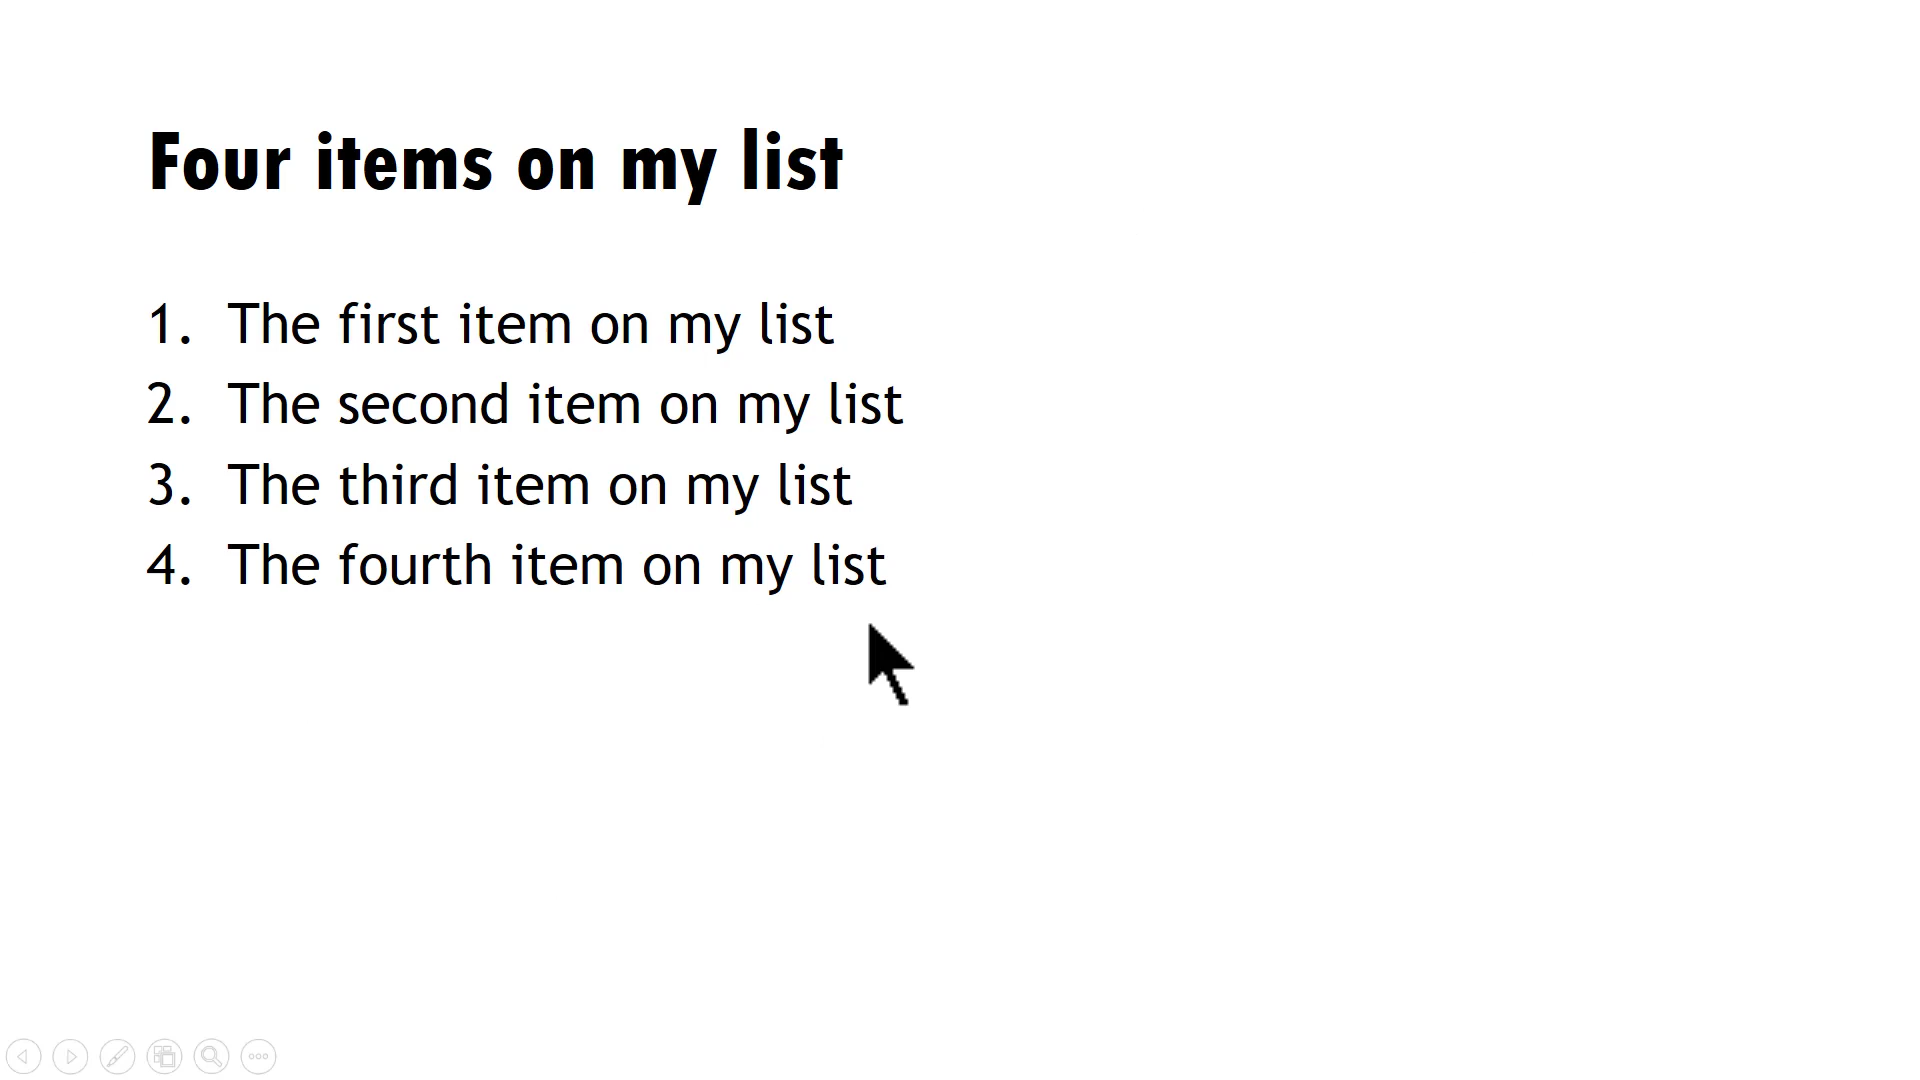 Four items on my list
1. The first item on my list
2. The second item on my list
3. The third item on my list
4. The fourth item on my list